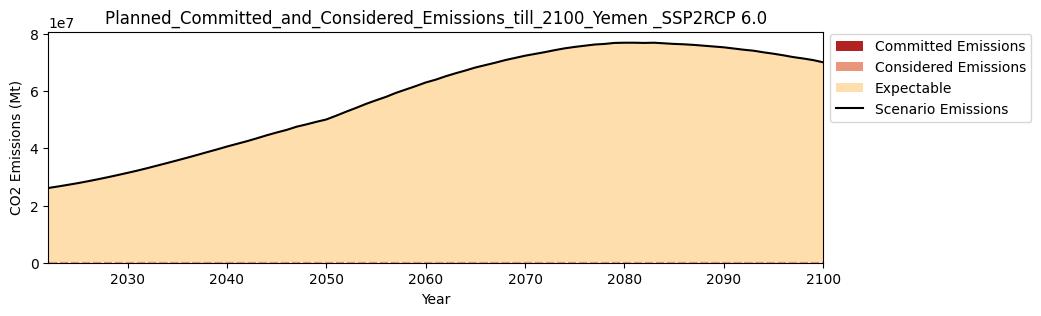 Planned_Committed_and_Considered_Emissions_till_2100_Yemen _SSP2RCP 6.0
1e7
8
6
4
2
0
CO2 Emissions (Mt)
2030 2040 2050 2060 2070 2080 2090 2100
Year
Committed Emissions
Considered Emissions
Expectable
Scenario Emissions